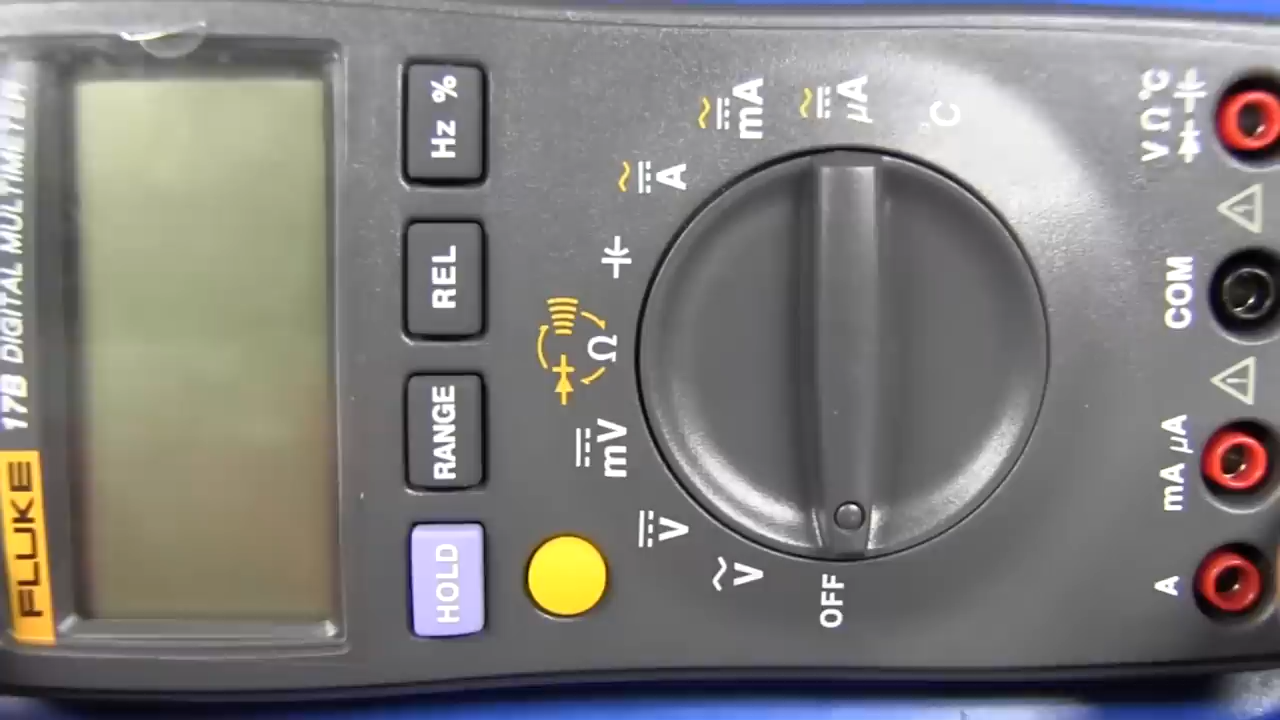 FLUKE 17B DIGITAL MULTIMETER
HOLD
RANGE
REL
Hz %
OFF
V
V
mV
Ω
A
mA
µA
°C
A
mA µA
COM
V Ω °C